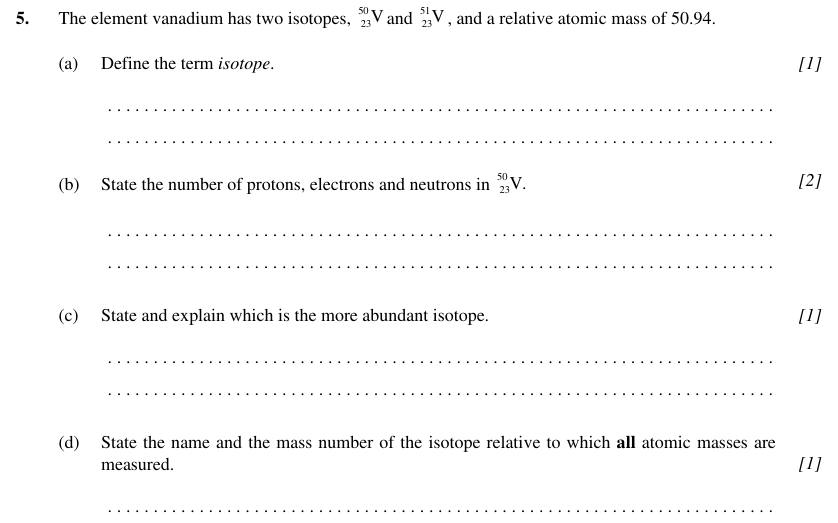 5. The element vanadium has two isotopes, ⁵⁰₂₃V and ⁵¹₂₃V, and a relative atomic mass of 50.94.
(a) Define the term isotope. [1]
(b) State the number of protons, electrons and neutrons in ⁵⁰₂₃V. [2]
(c) State and explain which is the more abundant isotope. [1]
(d) State the name and the mass number of the isotope relative to which all atomic masses are
measured. [1]